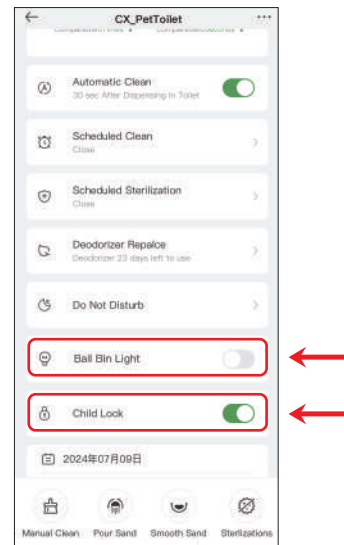 CX_PetToilet
Automatic Clean
30 sec After Dispensing In Toilet
Scheduled Clean
Close
Scheduled Sterilization
Close
Deodorizer Repalce
Deodorizer 23 days left to use
Do Not Disturb
Ball Bin Light
Child Lock
2024年07月09日
Manual Clean Pour Sand Smooth Sand Sterlizations